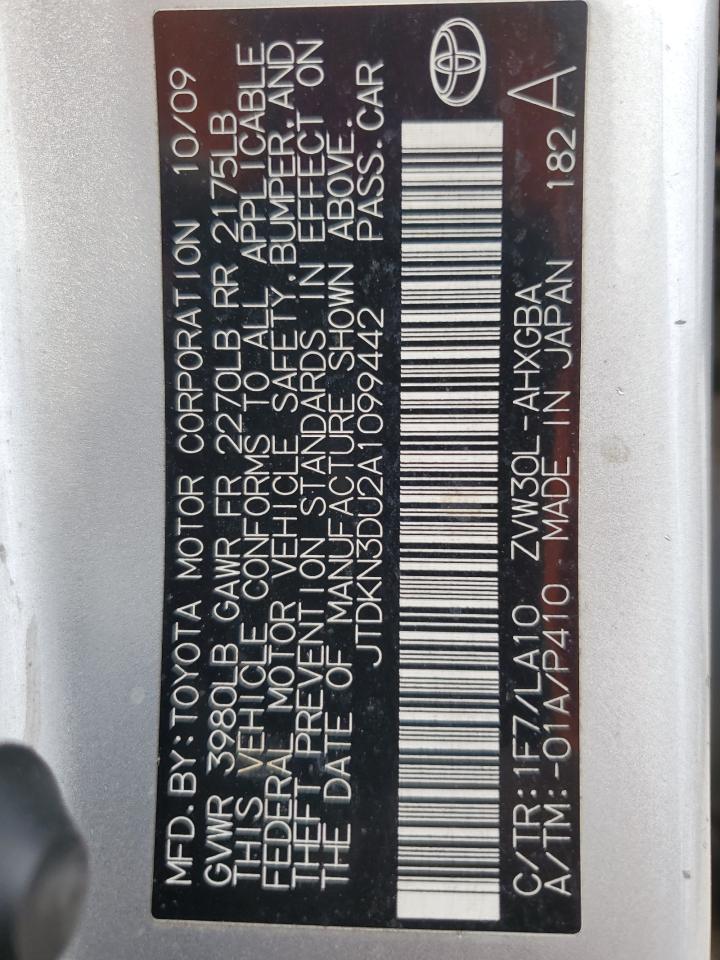 MFD.BY:TOYOTA MOTOR CORPORATION 10/09
GVWR 3980LB GAWR FR 2270LB RR 2175LB
THIS VEHICLE CONFORMS TO ALL APPLICABLE
FEDERAL MOTOR VEHICLE SAFETY,BUMPER,AND
THEFT PREVENTION STANDARDS IN EFFECT ON
THE DATE OF MANUFACTURE SHOWN ABOVE.
JTDKN3DU2A1099442 PASS.CAR
C/TR:1F7/LA10 ZVW30L-AHXGBA
A/TM:-01A/P410 MADE IN JAPAN 182 A